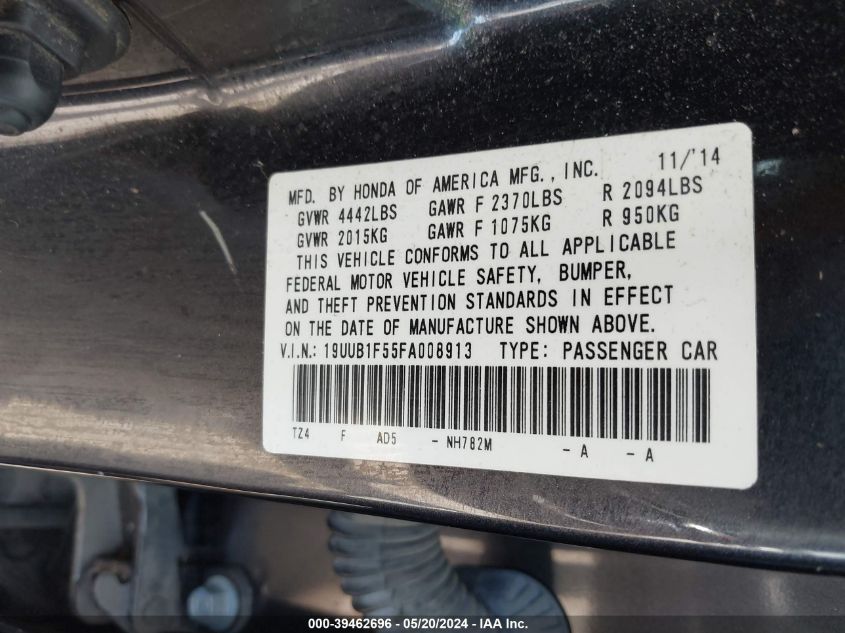 MFD. BY HONDA OF AMERICA MFG., INC. 11/'14
GVWR 4442LBS GAWR F 2370LBS R 2094LBS
GVWR 2015KG GAWR F 1075KG R 950KG
THIS VEHICLE CONFORMS TO ALL APPLICABLE
FEDERAL MOTOR VEHICLE SAFETY, BUMPER,
AND THEFT PREVENTION STANDARDS IN EFFECT
ON THE DATE OF MANUFACTURE SHOWN ABOVE.
V.I.N.: 19UUB1F55FA008913 TYPE: PASSENGER CAR
TZ4 F AD5 - NH782M - A - A
000-39462696 - 05/20/2024 - IAA Inc.